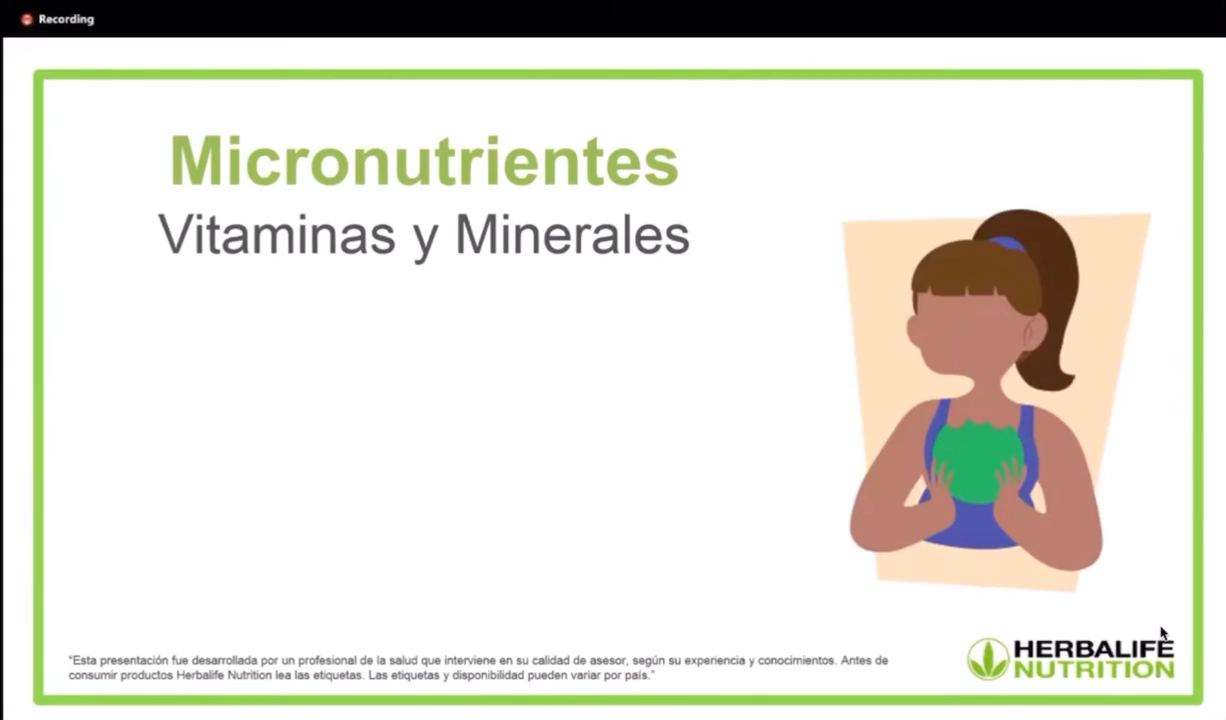 Recording
Micronutrientes
Vitaminas y Minerales
"Esta presentación fue desarrollada por un profesional de la salud que interviene en su calidad de asesor, según su experiencia y conocimientos. Antes de
consumir productos Herbalife Nutrition lea las etiquetas. Las etiquetas y disponibilidad pueden variar por país."
HERBALIFE
NUTRITION